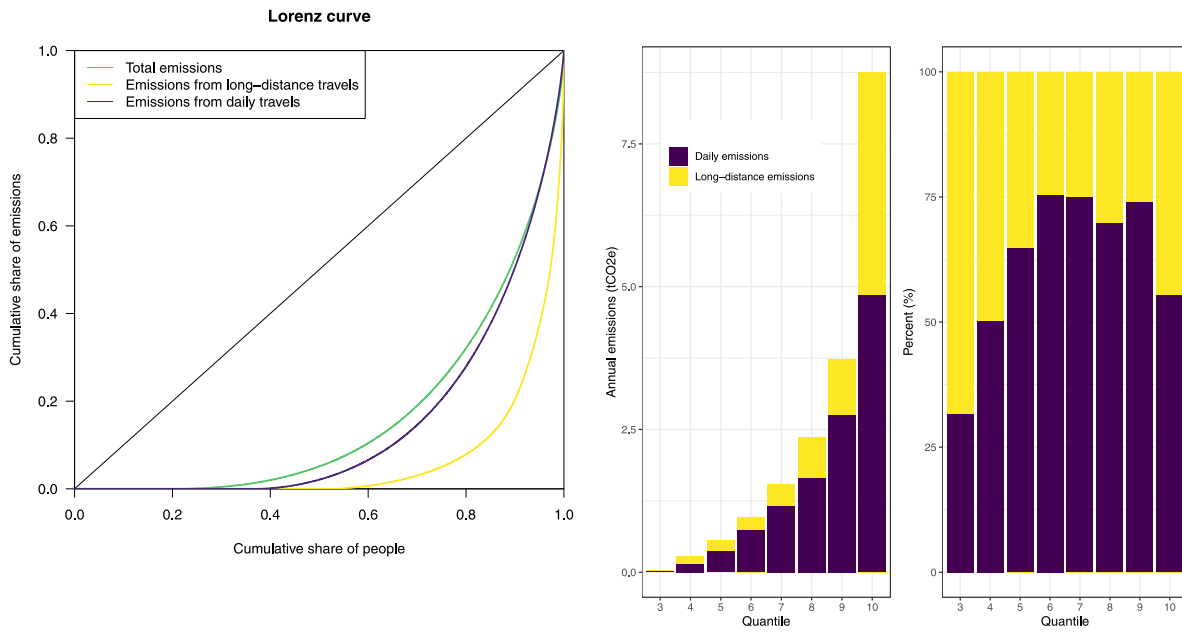 Lorenz curve
Total emissions
Emissions from long−distance travels
Emissions from daily travels
1.0
0.8
0.6
0.4
0.2
0.0
Cumulative share of emissions
0.0 0.2 0.4 0.6 0.8 1.0
Cumulative share of people
Daily emissions
Long−distance emissions
7.5
5.0
2.5
0.0
Annual emissions (tCO2e)
3 4 5 6 7 8 9 10
Quantile
100
75
50
25
0
Percent (%)
3 4 5 6 7 8 9 10
Quantile